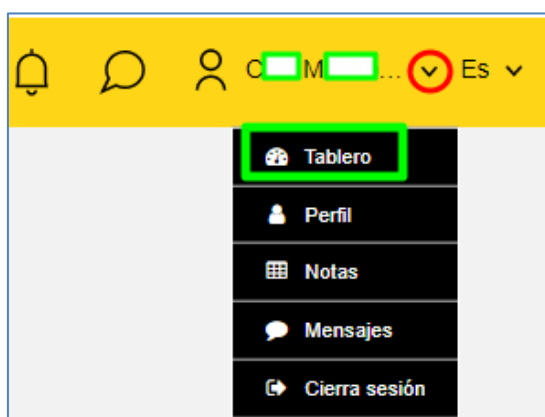 C M ... Es
Tablero
Perfil
Notas
Mensajes
Cierra sesión